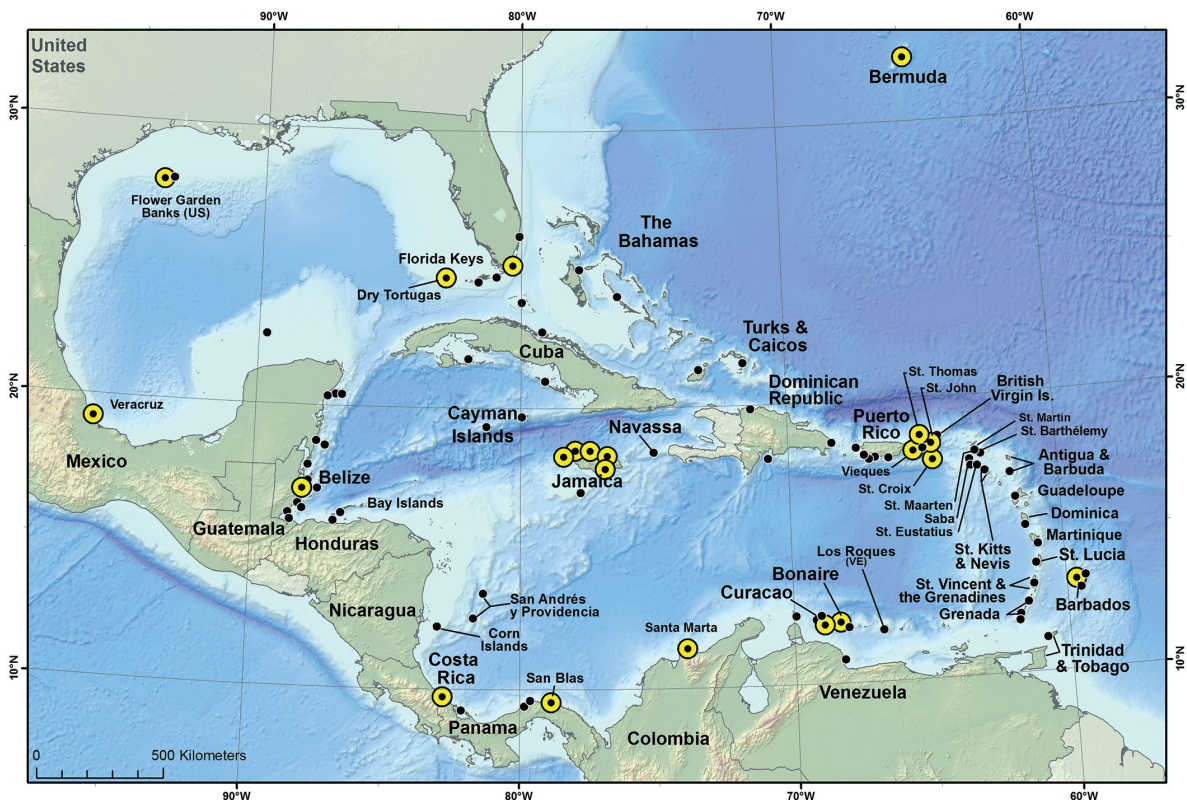 90°W
80°W
70°W
60°W
United
States
Bermuda
30°N
30°N
Flower Garden
Banks (US)
The
Bahamas
Florida Keys
Dry Tortugas
Turks &
Caicos
Cuba
20°N
20°N
St. Thomas
St. John
British
Virgin Is.
Dominican
Republic
Veracruz
Cayman
Islands
Navassa
Puerto
Rico
St. Martin
St. Barthélemy
Mexico
Belize
Jamaica
Vieques
Antigua &
Barbuda
St. Croix
Guadeloupe
Bay Islands
St. Maarten
Saba
St. Eustatius
Dominica
Guatemala
Honduras
Martinique
Los Roques
(VE)
St. Kitts
& Nevis
St. Lucia
Bonaire
Curacao
St. Vincent &
the Grenadines
Nicaragua
San Andrés
y Providencia
Barbados
Grenada
Corn
Islands
Santa Marta
Costa
Rica
San Blas
Trinidad
& Tobago
10°N
10°N
Venezuela
Panama
Colombia
0
500 Kilometers
90°W
80°W
70°W
60°W